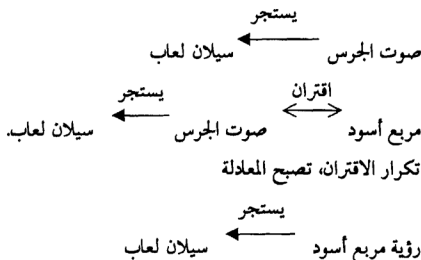 يستجر
صوت الجرس سيلان لعاب
اقتران يستجر
مربع أسود صوت الجرس سيلان لعاب.
تكرار الاقتران، تصبح المعادلة
يستجر
رؤية مربع أسود سيلان لعاب